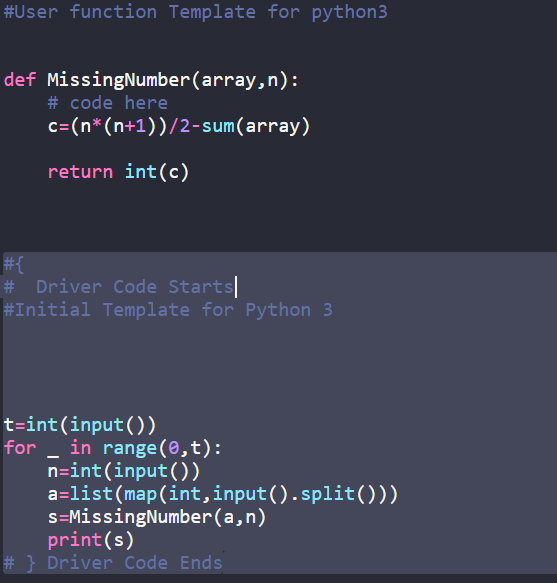 #User function Template for python3
def MissingNumber(array,n):
    # code here
    c=(n*(n+1))/2-sum(array)
    return int(c)
#{
#  Driver Code Starts
#Initial Template for Python 3
t=int(input())
for _ in range(0,t):
    n=int(input())
    a=list(map(int,input().split()))
    s=MissingNumber(a,n)
    print(s)
# } Driver Code Ends